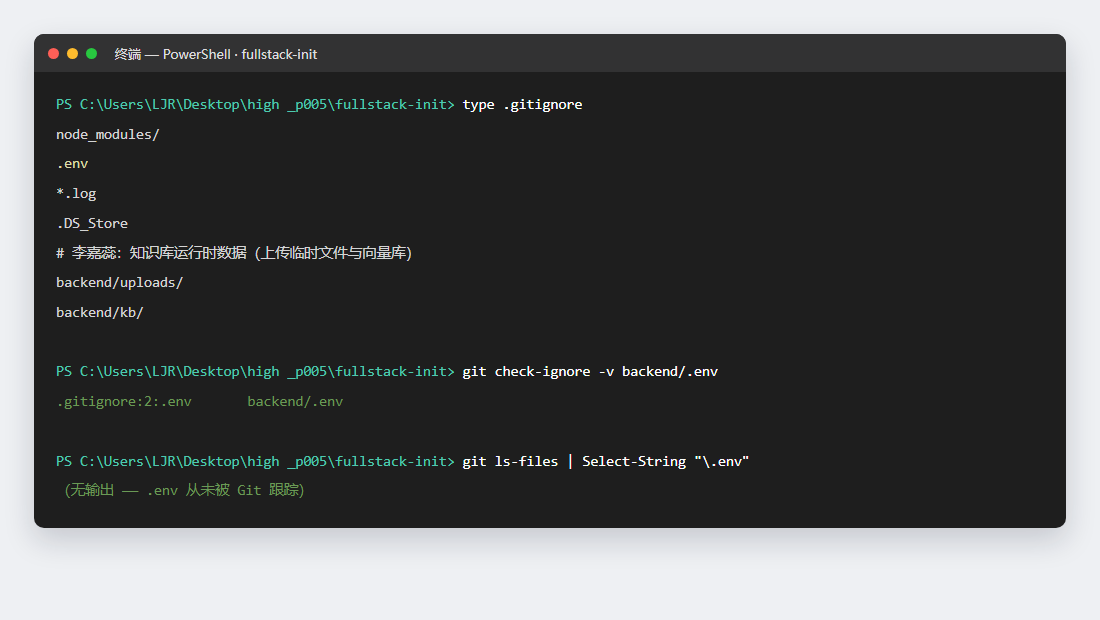 终端 — PowerShell · fullstack-init
PS C:\Users\LJR\Desktop\high _p005\fullstack-init> type .gitignore
node_modules/
.env
*.log
.DS_Store
# 李嘉蕊：知识库运行时数据（上传临时文件与向量库）
backend/uploads/
backend/kb/
PS C:\Users\LJR\Desktop\high _p005\fullstack-init> git check-ignore -v backend/.env
.gitignore:2:.env       backend/.env
PS C:\Users\LJR\Desktop\high _p005\fullstack-init> git ls-files | Select-String "\.env"
（无输出 —— .env 从未被 Git 跟踪）